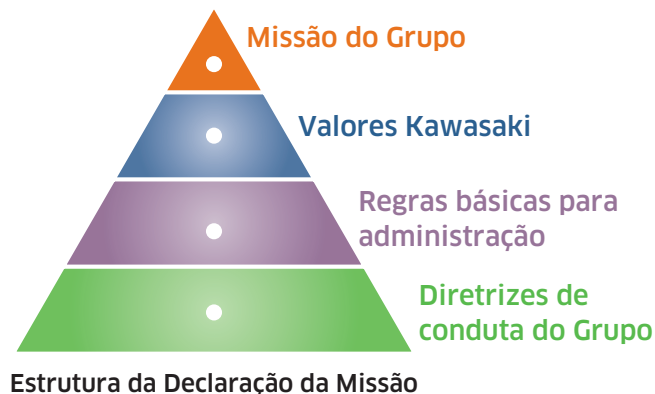 Missão do Grupo
Valores Kawasaki
Regras básicas para
administração
Diretrizes de
conduta do Grupo
Estrutura da Declaração da Missão